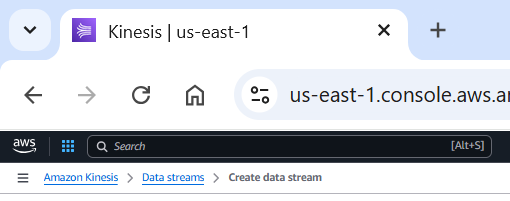 Kinesis | us-east-1
us-east-1.console.aws.a
aws Search [Alt+S]
Amazon Kinesis > Data streams > Create data stream